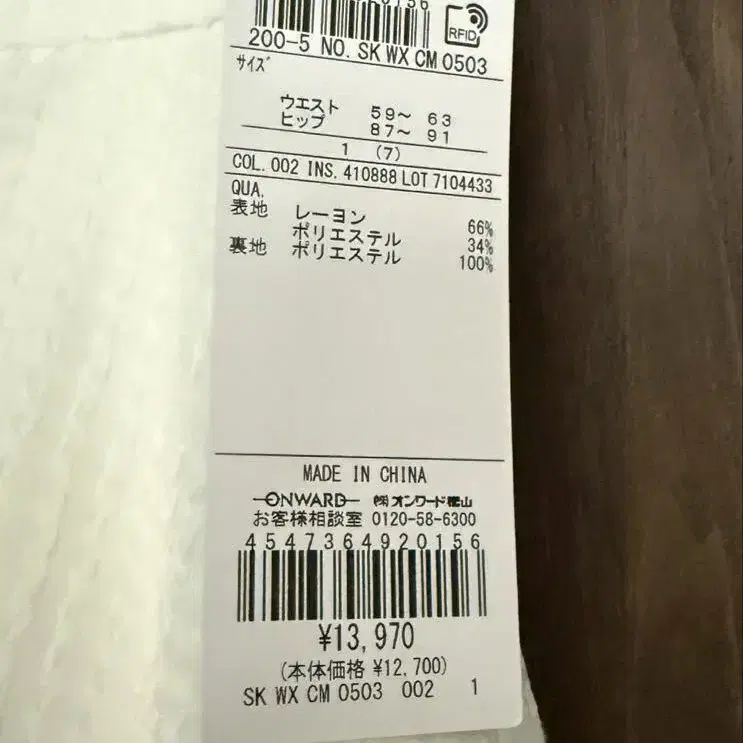 RFID
200-5 NO. SK WX CM 0503
サイズ
ウエスト 59～ 63
ヒップ 87～ 91
1 (7)
COL. 002 INS. 410888 LOT 7104433
QUA.
表地 レーヨン 66%
ポリエステル 34%
裏地 ポリエステル 100%
MADE IN CHINA
ONWARD ㈱オンワード樫山
お客様相談室 0120-58-6300
4547364920156
¥13,970
(本体価格 ¥12,700)
SK WX CM 0503 002 1